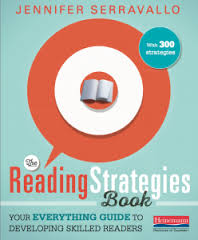 JENNIFER SERRAVALLO
With 300
strategies
The
Reading Strategies
Book
YOUR EVERYTHING GUIDE TO
DEVELOPING SKILLED READERS
Heinemann